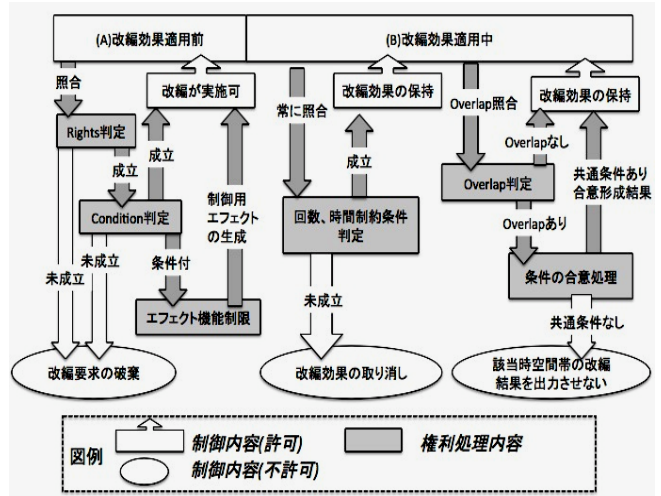 (A)改編効果適用前
(B)改編効果適用中
照合
改編が実施可
常に照合
改編効果の保持
Overlap照合
改編効果の保持
Rights判定
成立
成立
制御用
エフェクト
の生成
成立
Overlapなし
共通条件あり
合意形成結果
Overlap判定
Condition判定
回数、時間制約条件
判定
Overlapあり
未成立
未成立
条件付
エフェクト機能制限
未成立
条件の合意処理
共通条件なし
改編要求の破棄
改編効果の取り消し
該当時空間帯の改編
結果を出力させない
図例
制御内容(許可)
権利処理内容
制御内容(不許可)